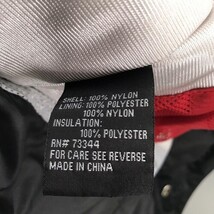 SHELL: 100% NYLON
LINING: 100% POLYESTER
100% NYLON
INSULATION:
100% POLYESTER
RN# 73344
FOR CARE SEE REVERSE
MADE IN CHINA